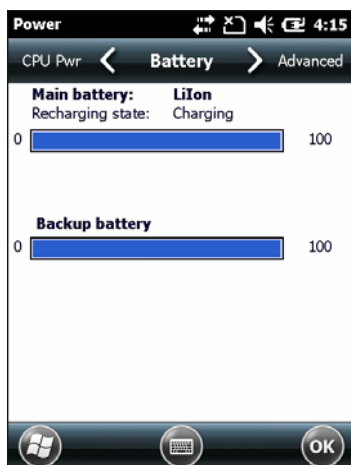 Power 4:15
CPU Pwr Battery Advanced
Main battery: LiIon
Recharging state: Charging
0 100
Backup battery
0 100
OK